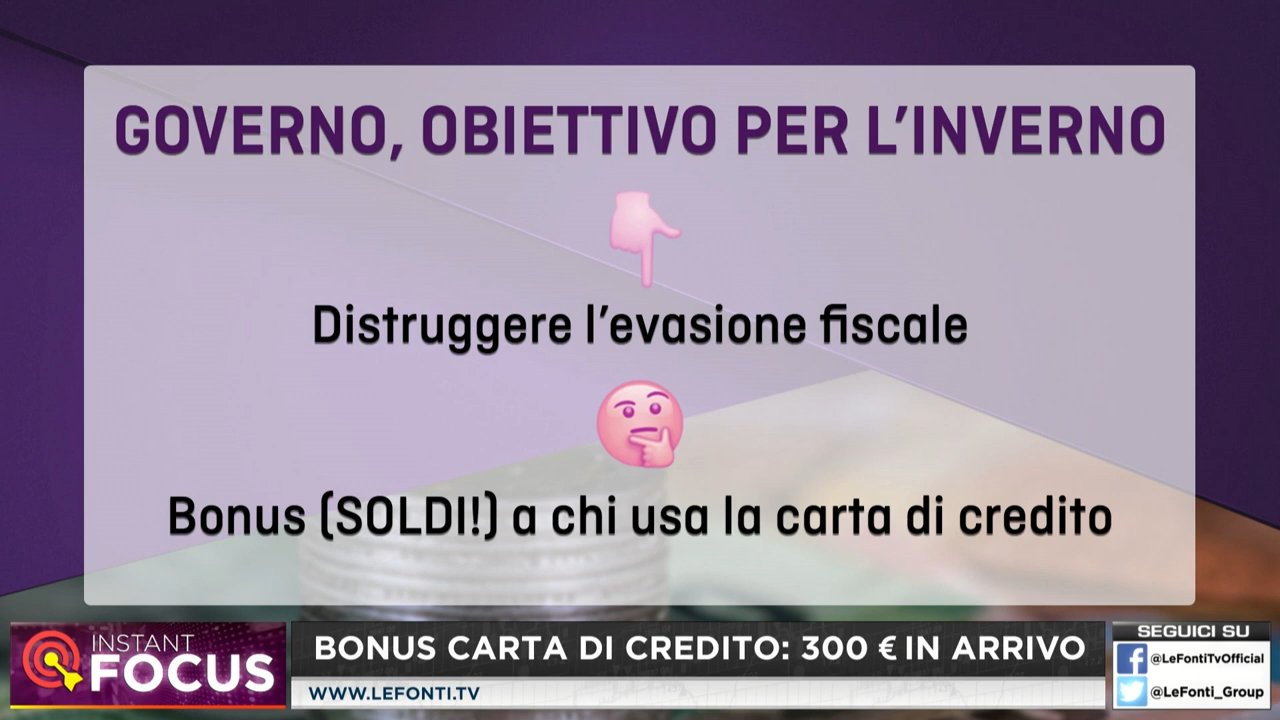 GOVERNO, OBIETTIVO PER L'INVERNO
Distruggere l'evasione fiscale
Bonus (SOLDI!) a chi usa la carta di credito
INSTANT
FOCUS
BONUS CARTA DI CREDITO: 300 € IN ARRIVO
WWW.LEFONTI.TV
SEGUICI SU
@LeFontiTvOfficial
@LeFonti_Group